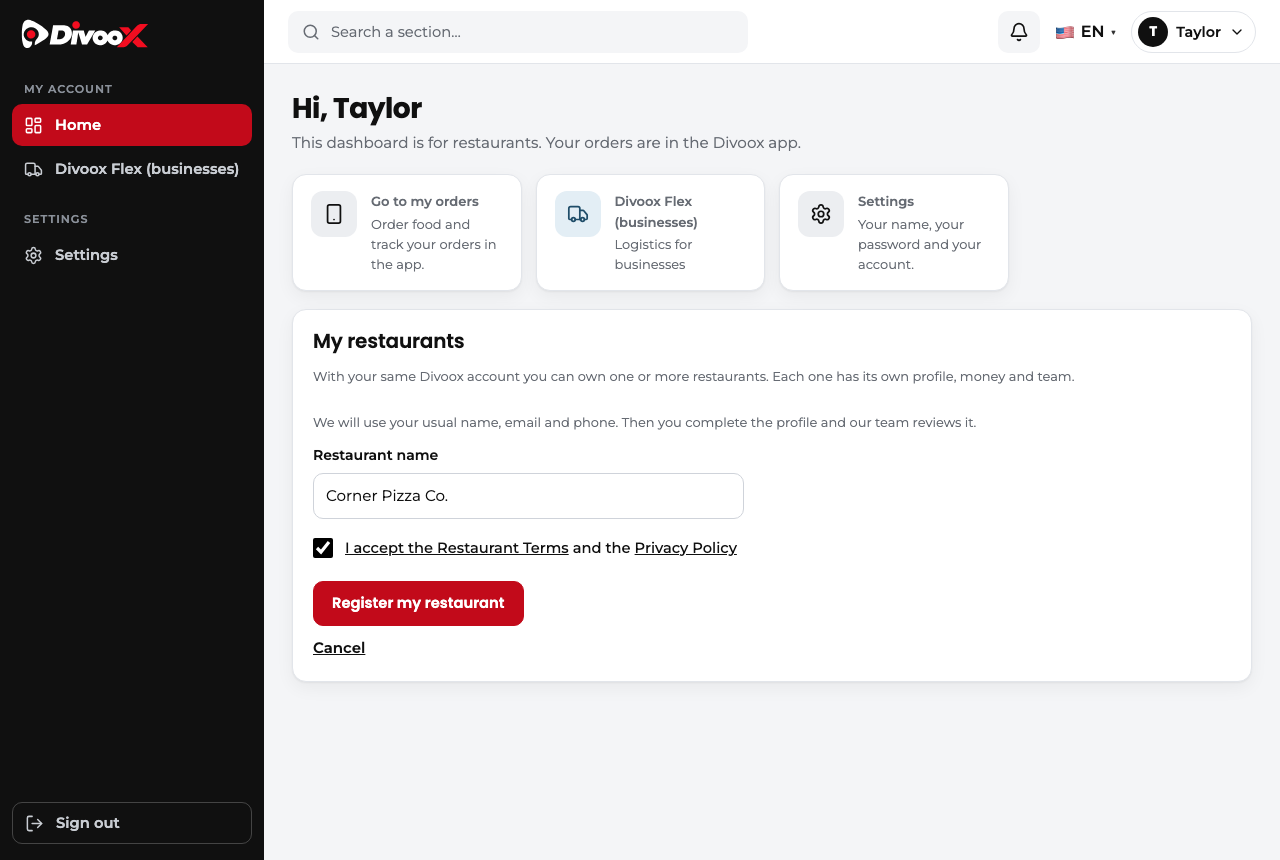 DivooX
MY ACCOUNT
Home
Divoox Flex (businesses)
SETTINGS
Settings
Sign out
Search a section...
EN
T
Taylor
Hi, Taylor
This dashboard is for restaurants. Your orders are in the Divoox app.
Go to my orders
Order food and
track your orders in
the app.
Divoox Flex
(businesses)
Logistics for
businesses
Settings
Your name, your
password and your
account.
My restaurants
With your same Divoox account you can own one or more restaurants. Each one has its own profile, money and team.
We will use your usual name, email and phone. Then you complete the profile and our team reviews it.
Restaurant name
Corner Pizza Co.
I accept the Restaurant Terms and the Privacy Policy
Register my restaurant
Cancel